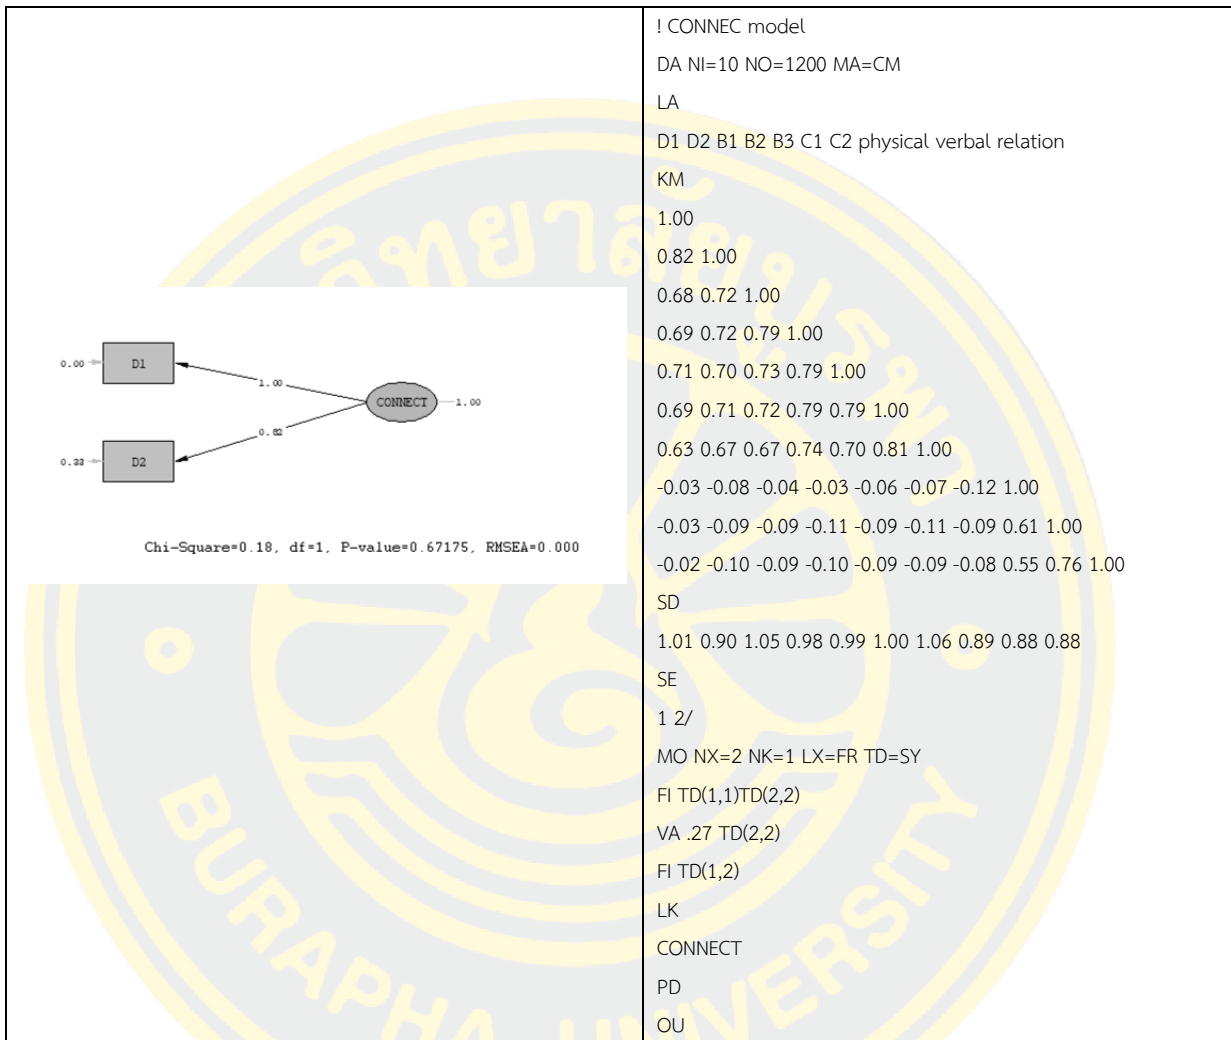 ! CONNEC model
DA NI=10 NO=1200 MA=CM
LA
D1 D2 B1 B2 B3 C1 C2 physical verbal relation
KM
1.00
0.82 1.00
0.68 0.72 1.00
0.69 0.72 0.79 1.00
0.71 0.70 0.73 0.79 1.00
0.69 0.71 0.72 0.79 0.79 1.00
0.63 0.67 0.67 0.74 0.70 0.81 1.00
-0.03 -0.08 -0.04 -0.03 -0.06 -0.07 -0.12 1.00
-0.03 -0.09 -0.09 -0.11 -0.09 -0.11 -0.09 0.61 1.00
-0.02 -0.10 -0.09 -0.10 -0.09 -0.09 -0.08 0.55 0.76 1.00
SD
1.01 0.90 1.05 0.98 0.99 1.00 1.06 0.89 0.88 0.88
SE
1 2/
MO NX=2 NK=1 LX=FR TD=SY
FI TD(1,1)TD(2,2)
VA .27 TD(2,2)
FI TD(1,2)
LK
CONNECT
PD
OU
0.00 D1
1.00
CONNECT 1.00
0.82
0.33 D2
Chi-Square=0.18, df=1, P-value=0.67175, RMSEA=0.000
BURAPHA UNIVERSITY